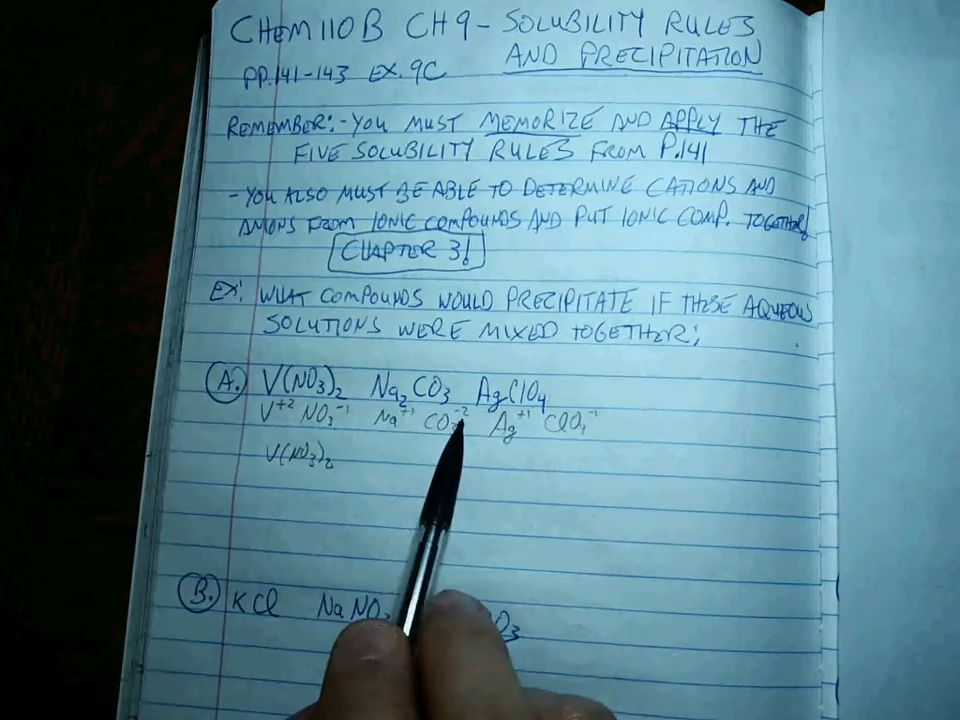 CHEM 110B CH 9 - SOLUBILITY RULES
AND PRECIPITATION
PP. 141-143 EX. 9C
REMEMBER: - YOU MUST MEMORIZE AND APPLY THE
FIVE SOLUBILITY RULES FROM P. 141
- YOU ALSO MUST BE ABLE TO DETERMINE CATIONS AND
ANIONS FROM IONIC COMPOUNDS AND PUT IONIC COMP. TOGETHER!
CHAPTER 3!
EX: WHAT COMPOUNDS WOULD PRECIPITATE IF THESE AQUEOUS
SOLUTIONS WERE MIXED TOGETHER:
A. V(NO₃)₂ Na₂CO₃ AgClO₄
V⁺² NO₃⁻¹ Na⁺¹ CO₃⁻² Ag⁺¹ ClO₄⁻¹
V(NO₃)₂
B. KCl NaNO₃ O₃